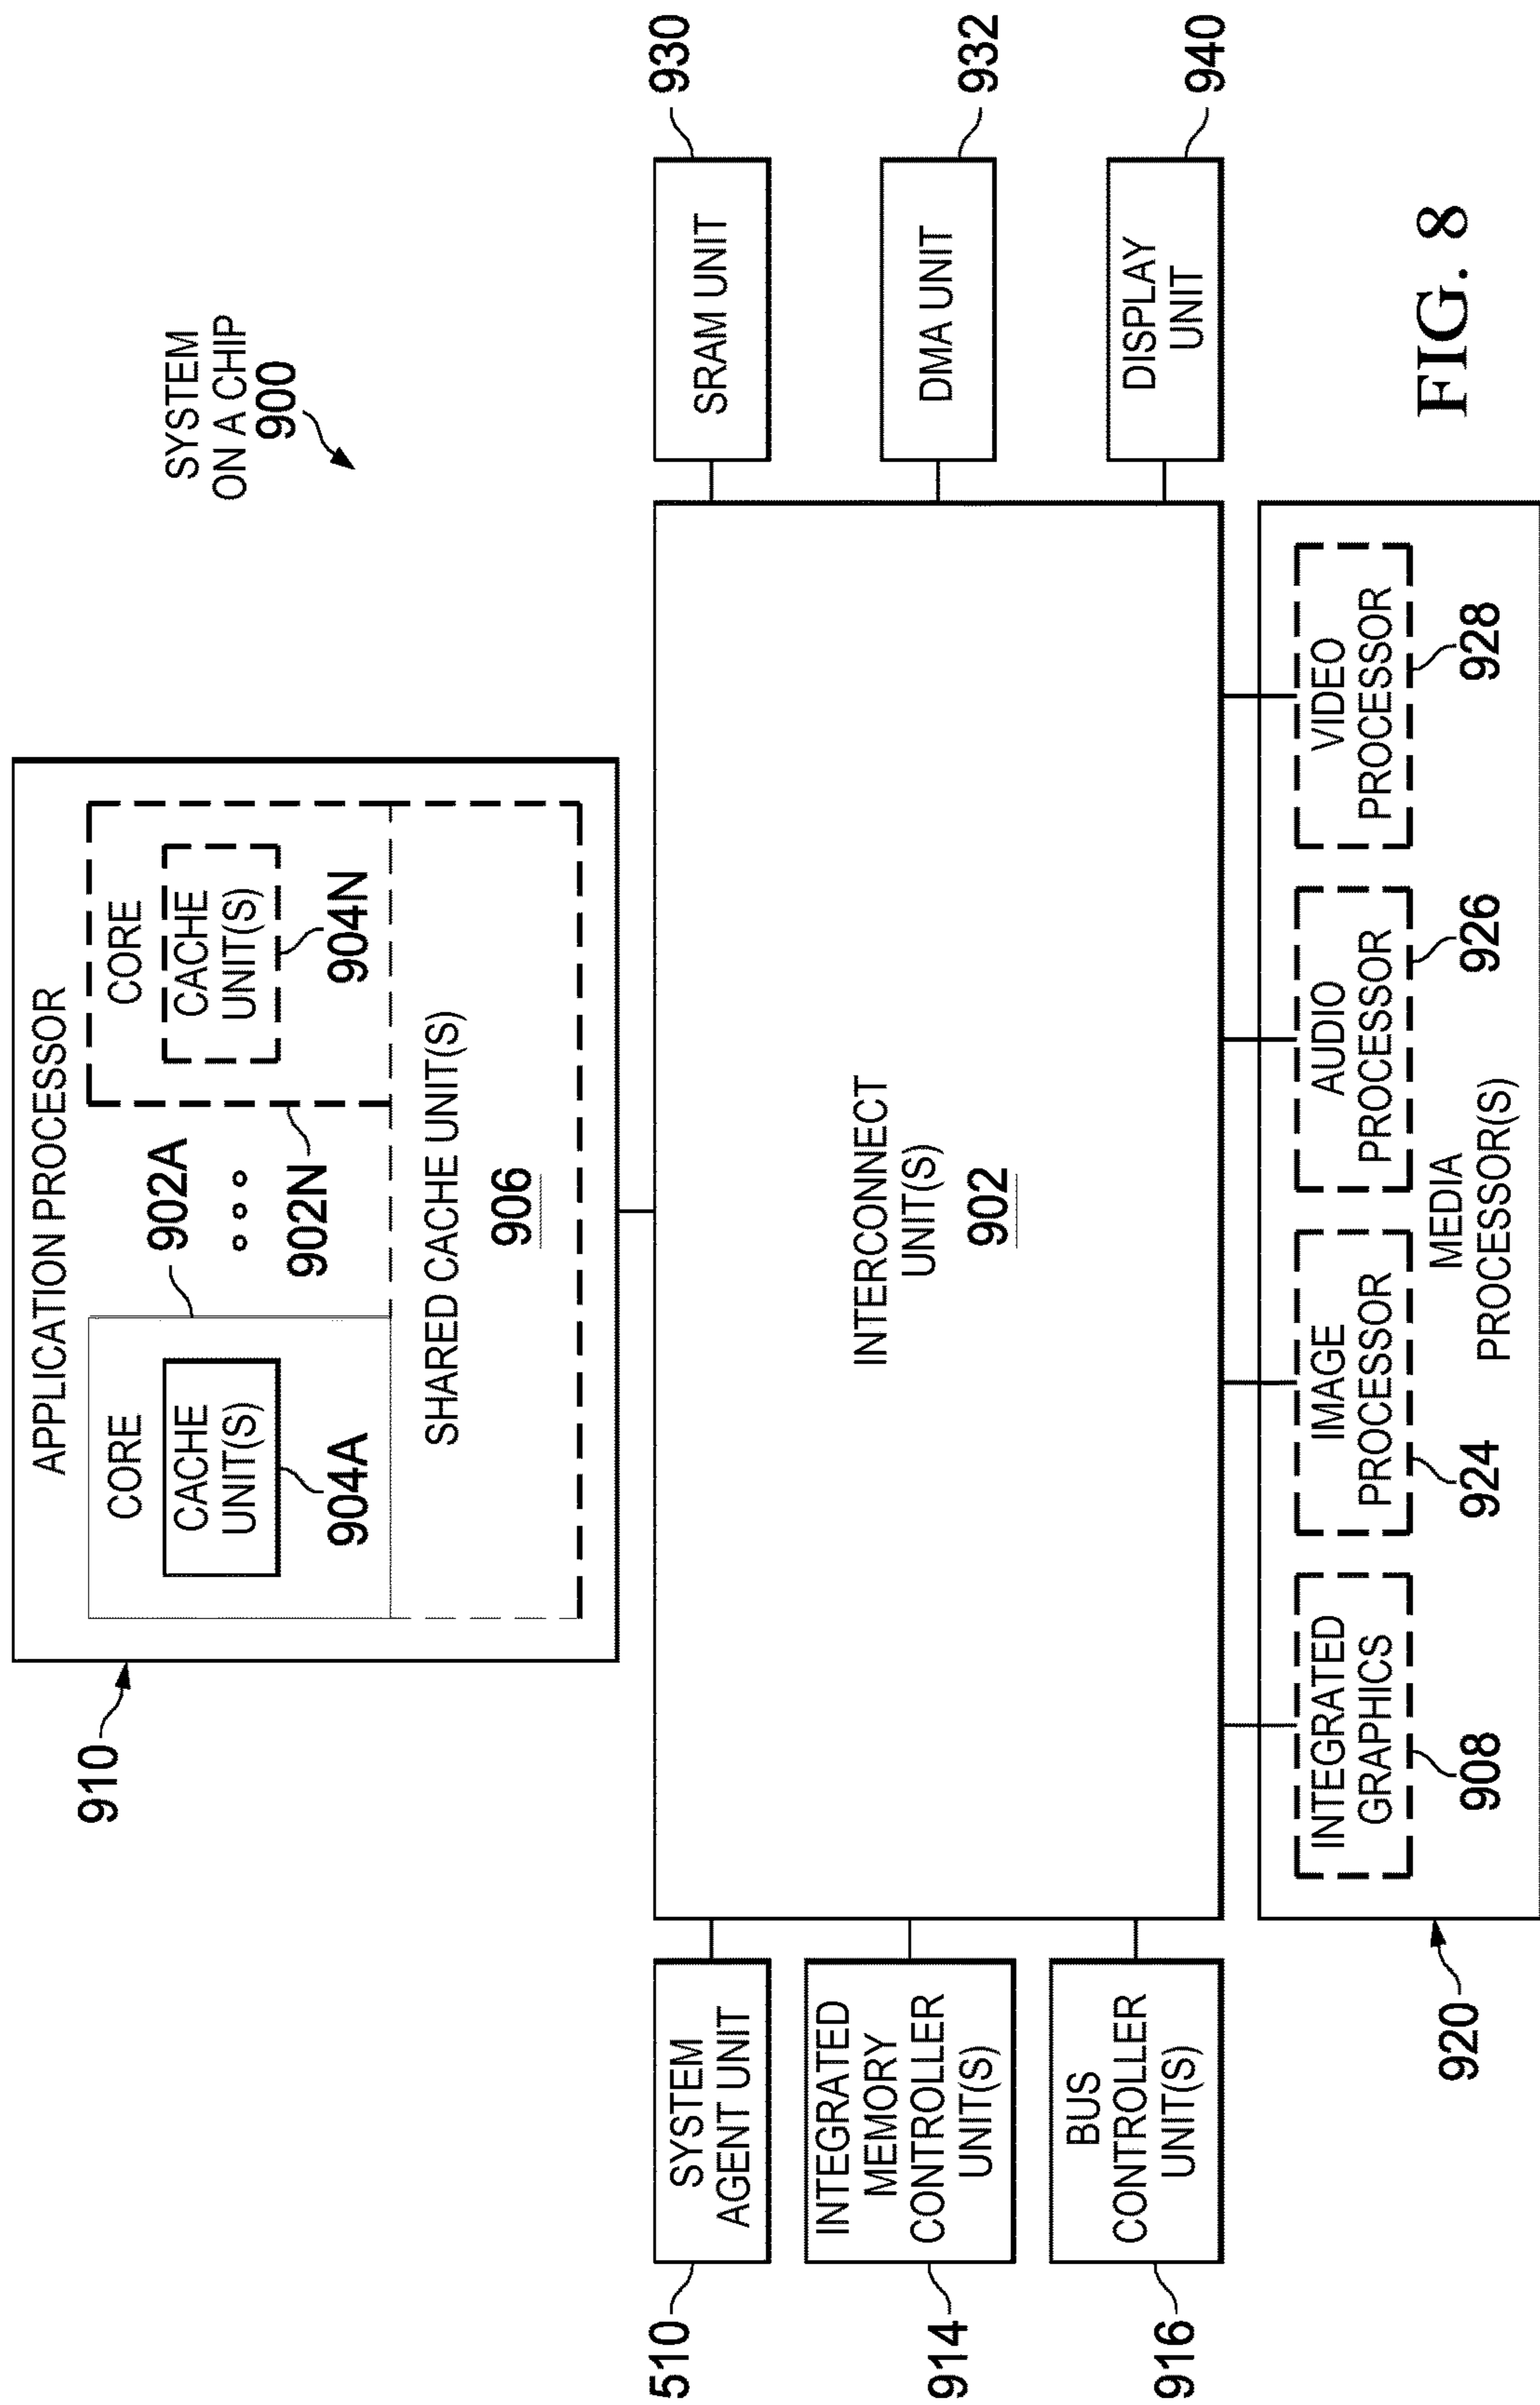 SYSTEM
ON A CHIP
900
910
APPLICATION PROCESSOR
CORE
CACHE
UNIT(S)
904A
902A
902N
CORE
CACHE
UNIT(S)
904N
SHARED CACHE UNIT(S)
906
510
SYSTEM
AGENT UNIT
914
INTEGRATED
MEMORY
CONTROLLER
UNIT(S)
916
BUS
CONTROLLER
UNIT(S)
INTERCONNECT
UNIT(S)
902
SRAM UNIT
930
DMA UNIT
932
DISPLAY
UNIT
940
920
INTEGRATED
GRAPHICS
908
IMAGE
PROCESSOR
924
AUDIO
PROCESSOR
926
VIDEO
PROCESSOR
928
MEDIA
PROCESSOR(S)
FIG. 8